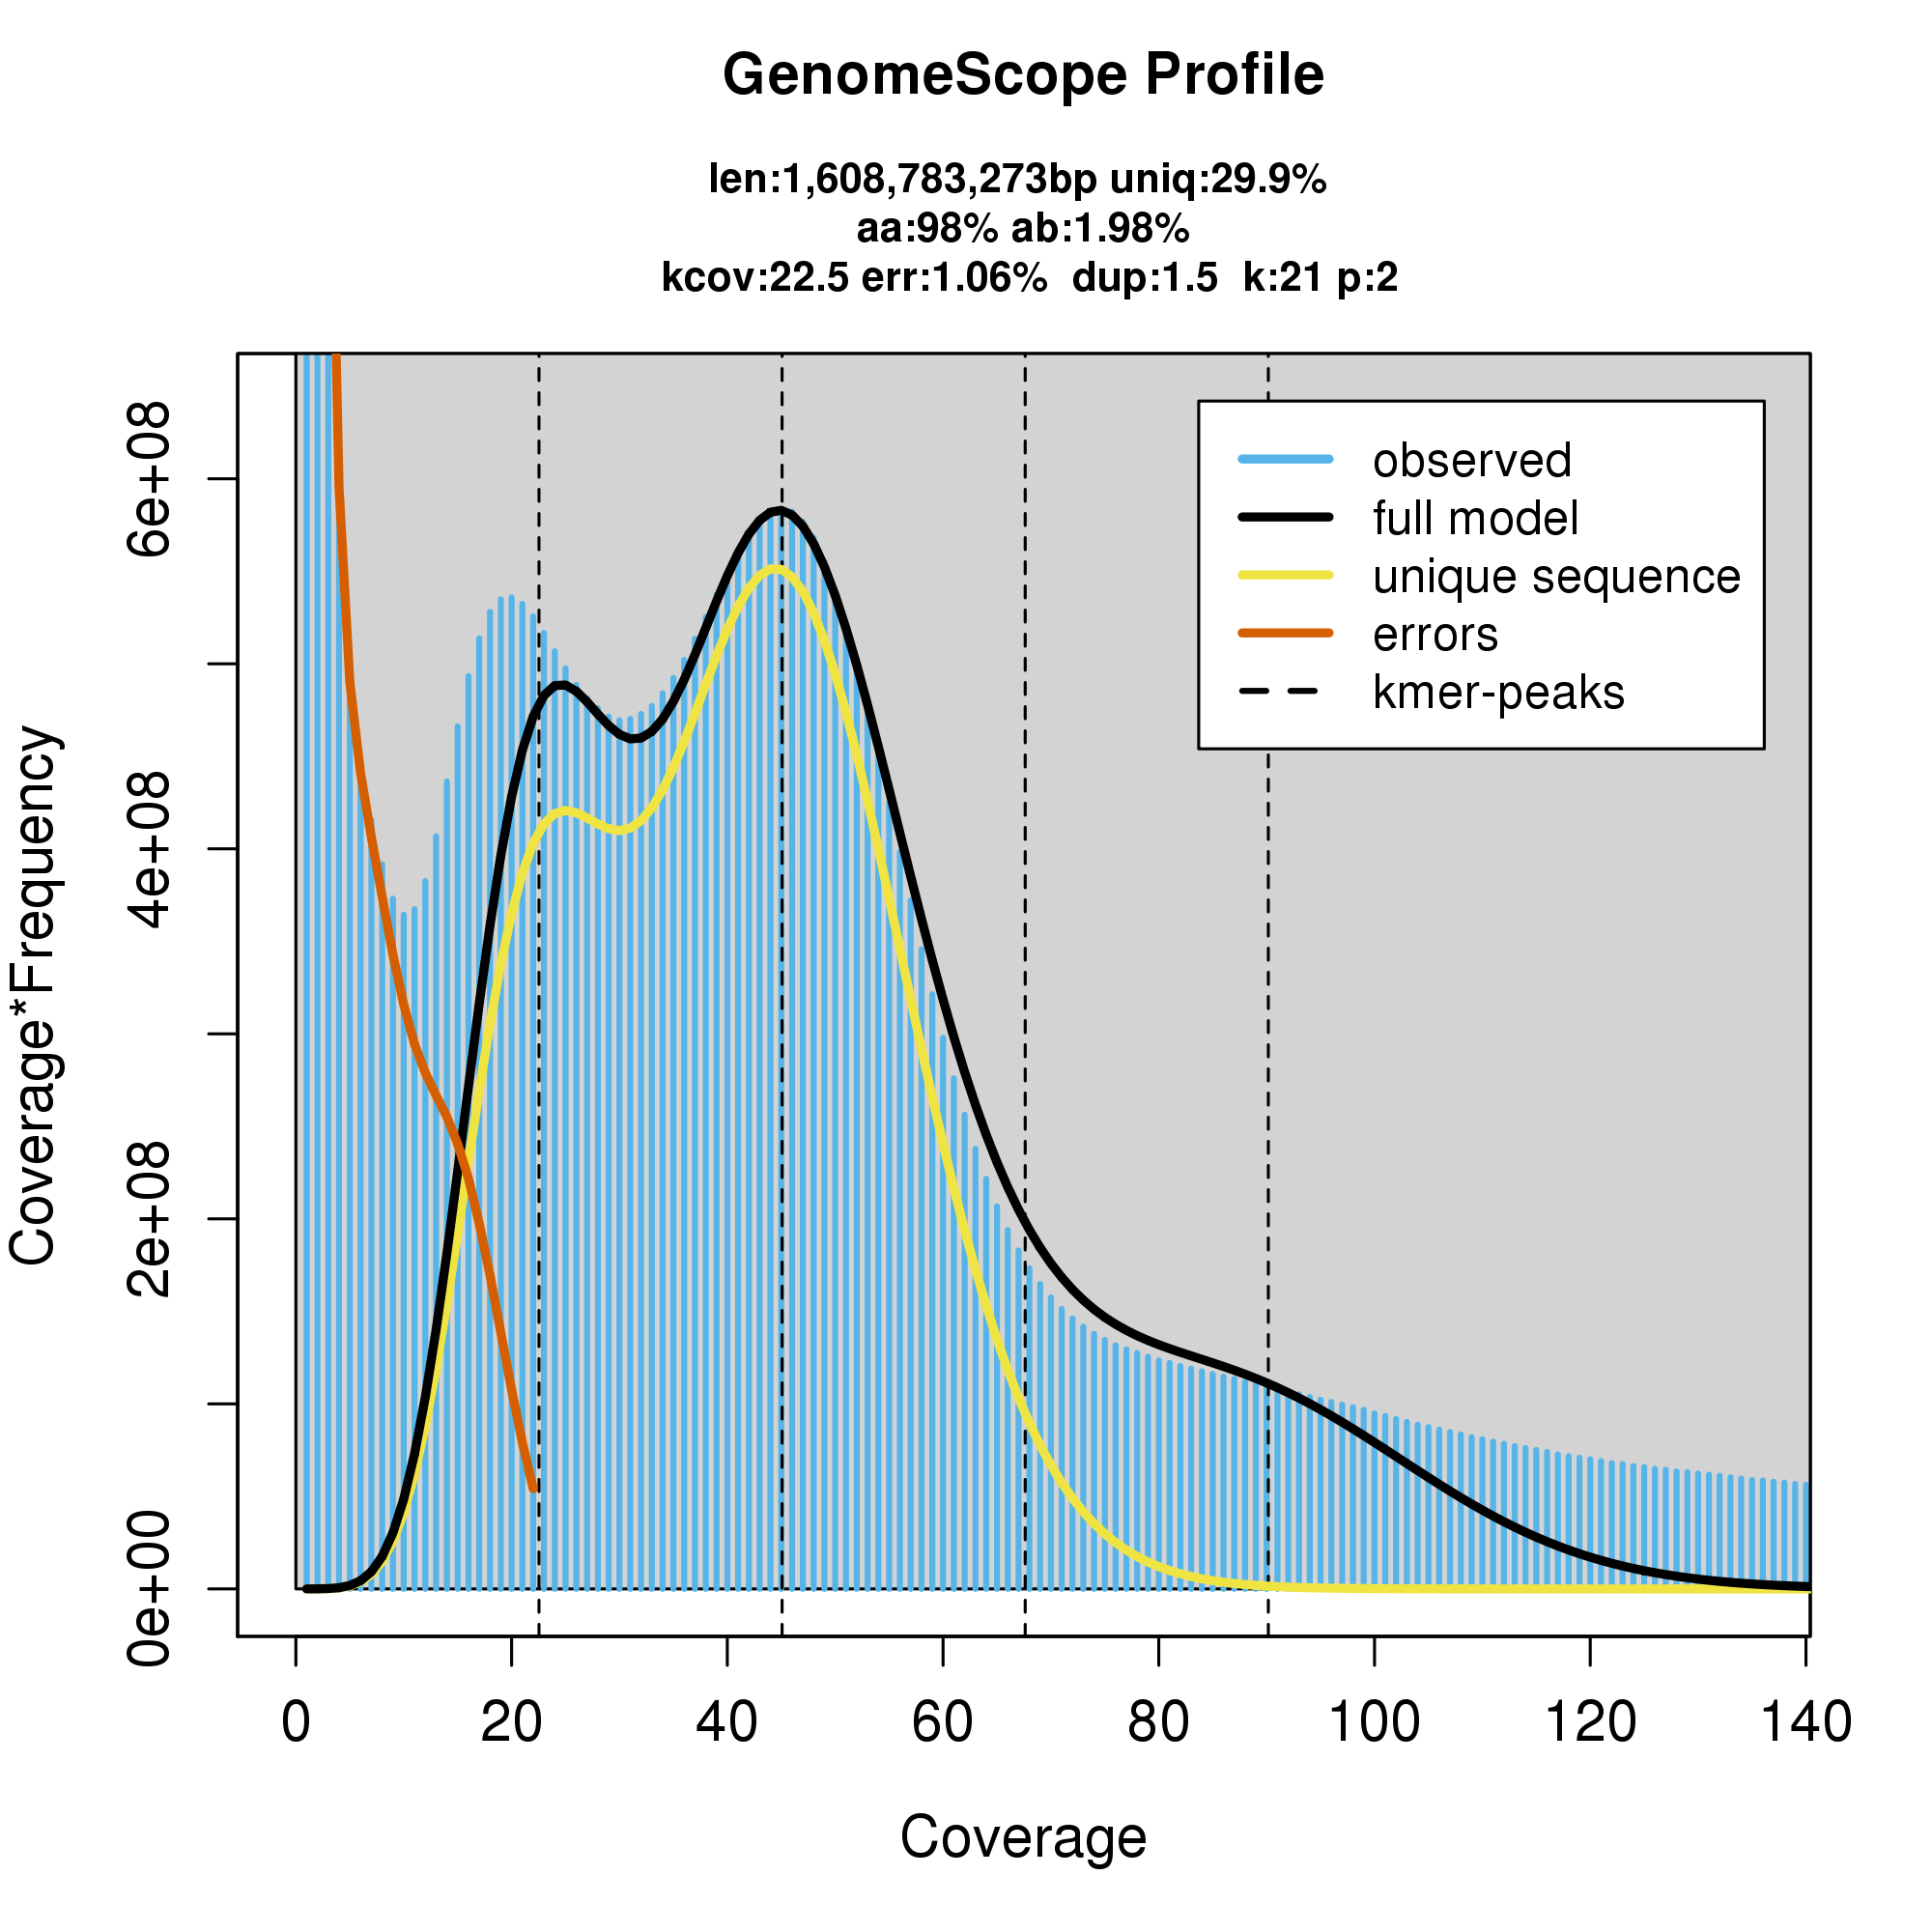 GenomeScope Profile
len:1,608,783,273bp uniq:29.9%
aa:98% ab:1.98%
kcov:22.5 err:1.06%  dup:1.5  k:21 p:2
observed
full model
unique sequence
errors
kmer-peaks
Coverage*Frequency
6e+08
4e+08
2e+08
0e+00
0 20 40 60 80 100 120 140
Coverage